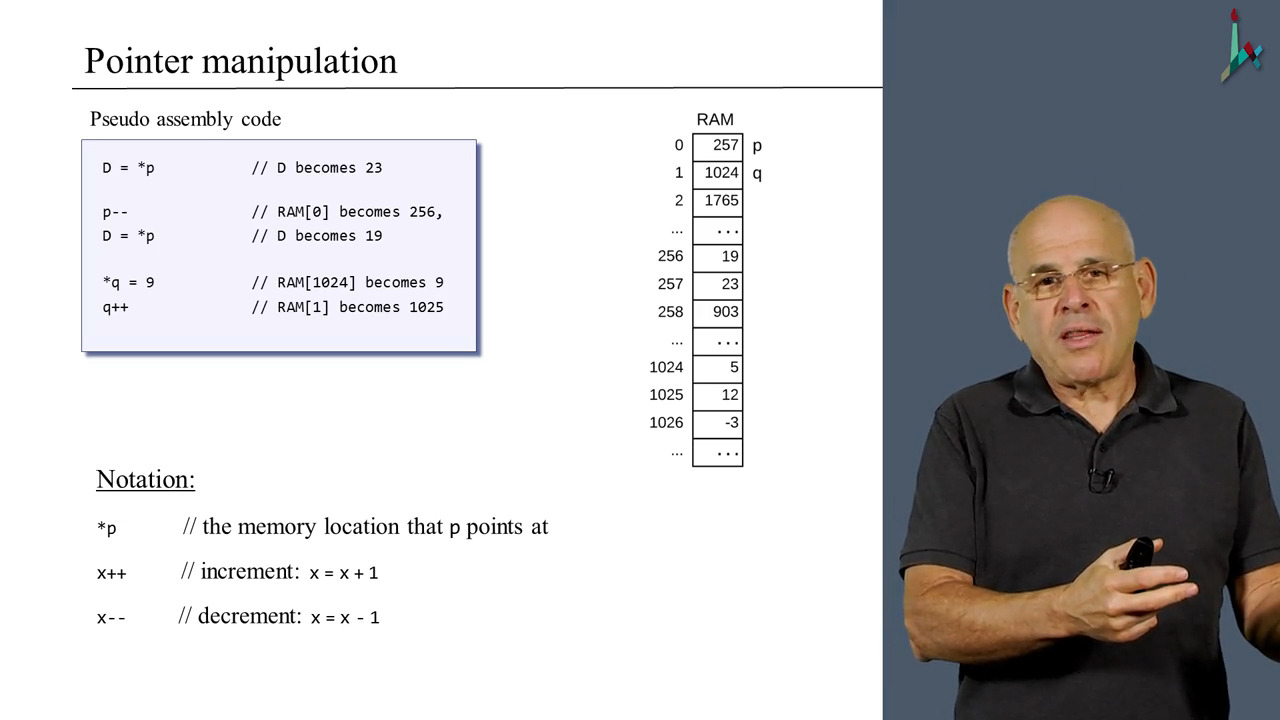 Pointer manipulation
Pseudo assembly code
D = *p // D becomes 23
p-- // RAM[0] becomes 256,
D = *p // D becomes 19
*q = 9 // RAM[1024] becomes 9
q++ // RAM[1] becomes 1025
RAM
0 257 p
1 1024 q
2 1765
... ...
256 19
257 23
258 903
... ...
1024 5
1025 12
1026 -3
... ...
Notation:
*p // the memory location that p points at
x++ // increment: x = x + 1
x-- // decrement: x = x - 1